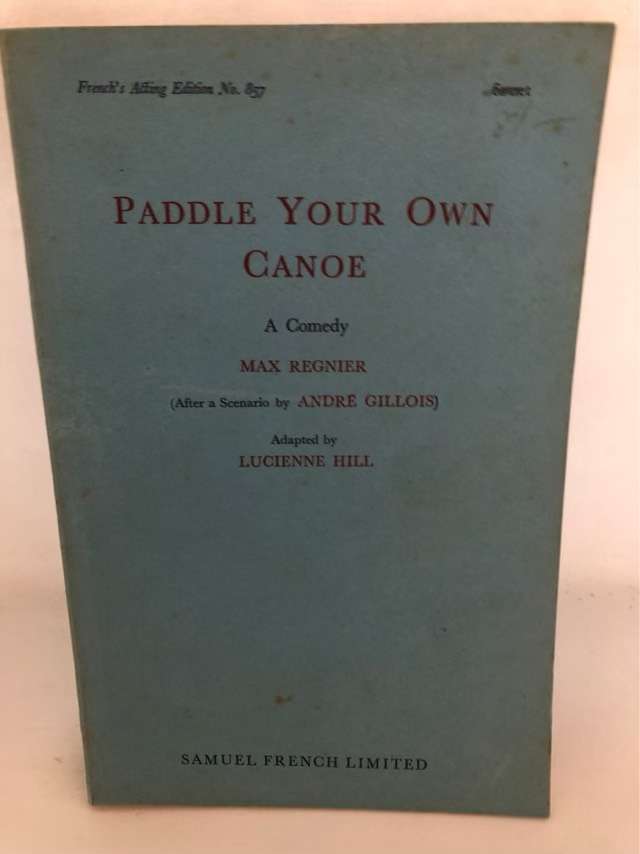 French's Acting Edition No. 857
PADDLE YOUR OWN
CANOE
A Comedy
MAX REGNIER
(After a Scenario by ANDRÉ GILLOIS)
Adapted by
LUCIENNE HILL
SAMUEL FRENCH LIMITED